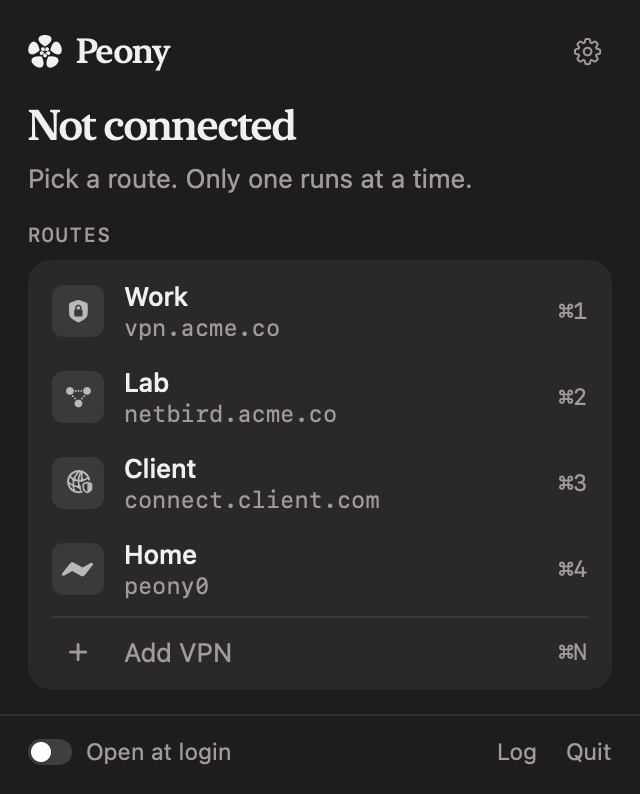 Peony
Not connected
Pick a route. Only one runs at a time.
ROUTES
Work
vpn.acme.co
⌘1
Lab
netbird.acme.co
⌘2
Client
connect.client.com
⌘3
Home
peony0
⌘4
+ Add VPN
⌘N
Open at login
Log
Quit